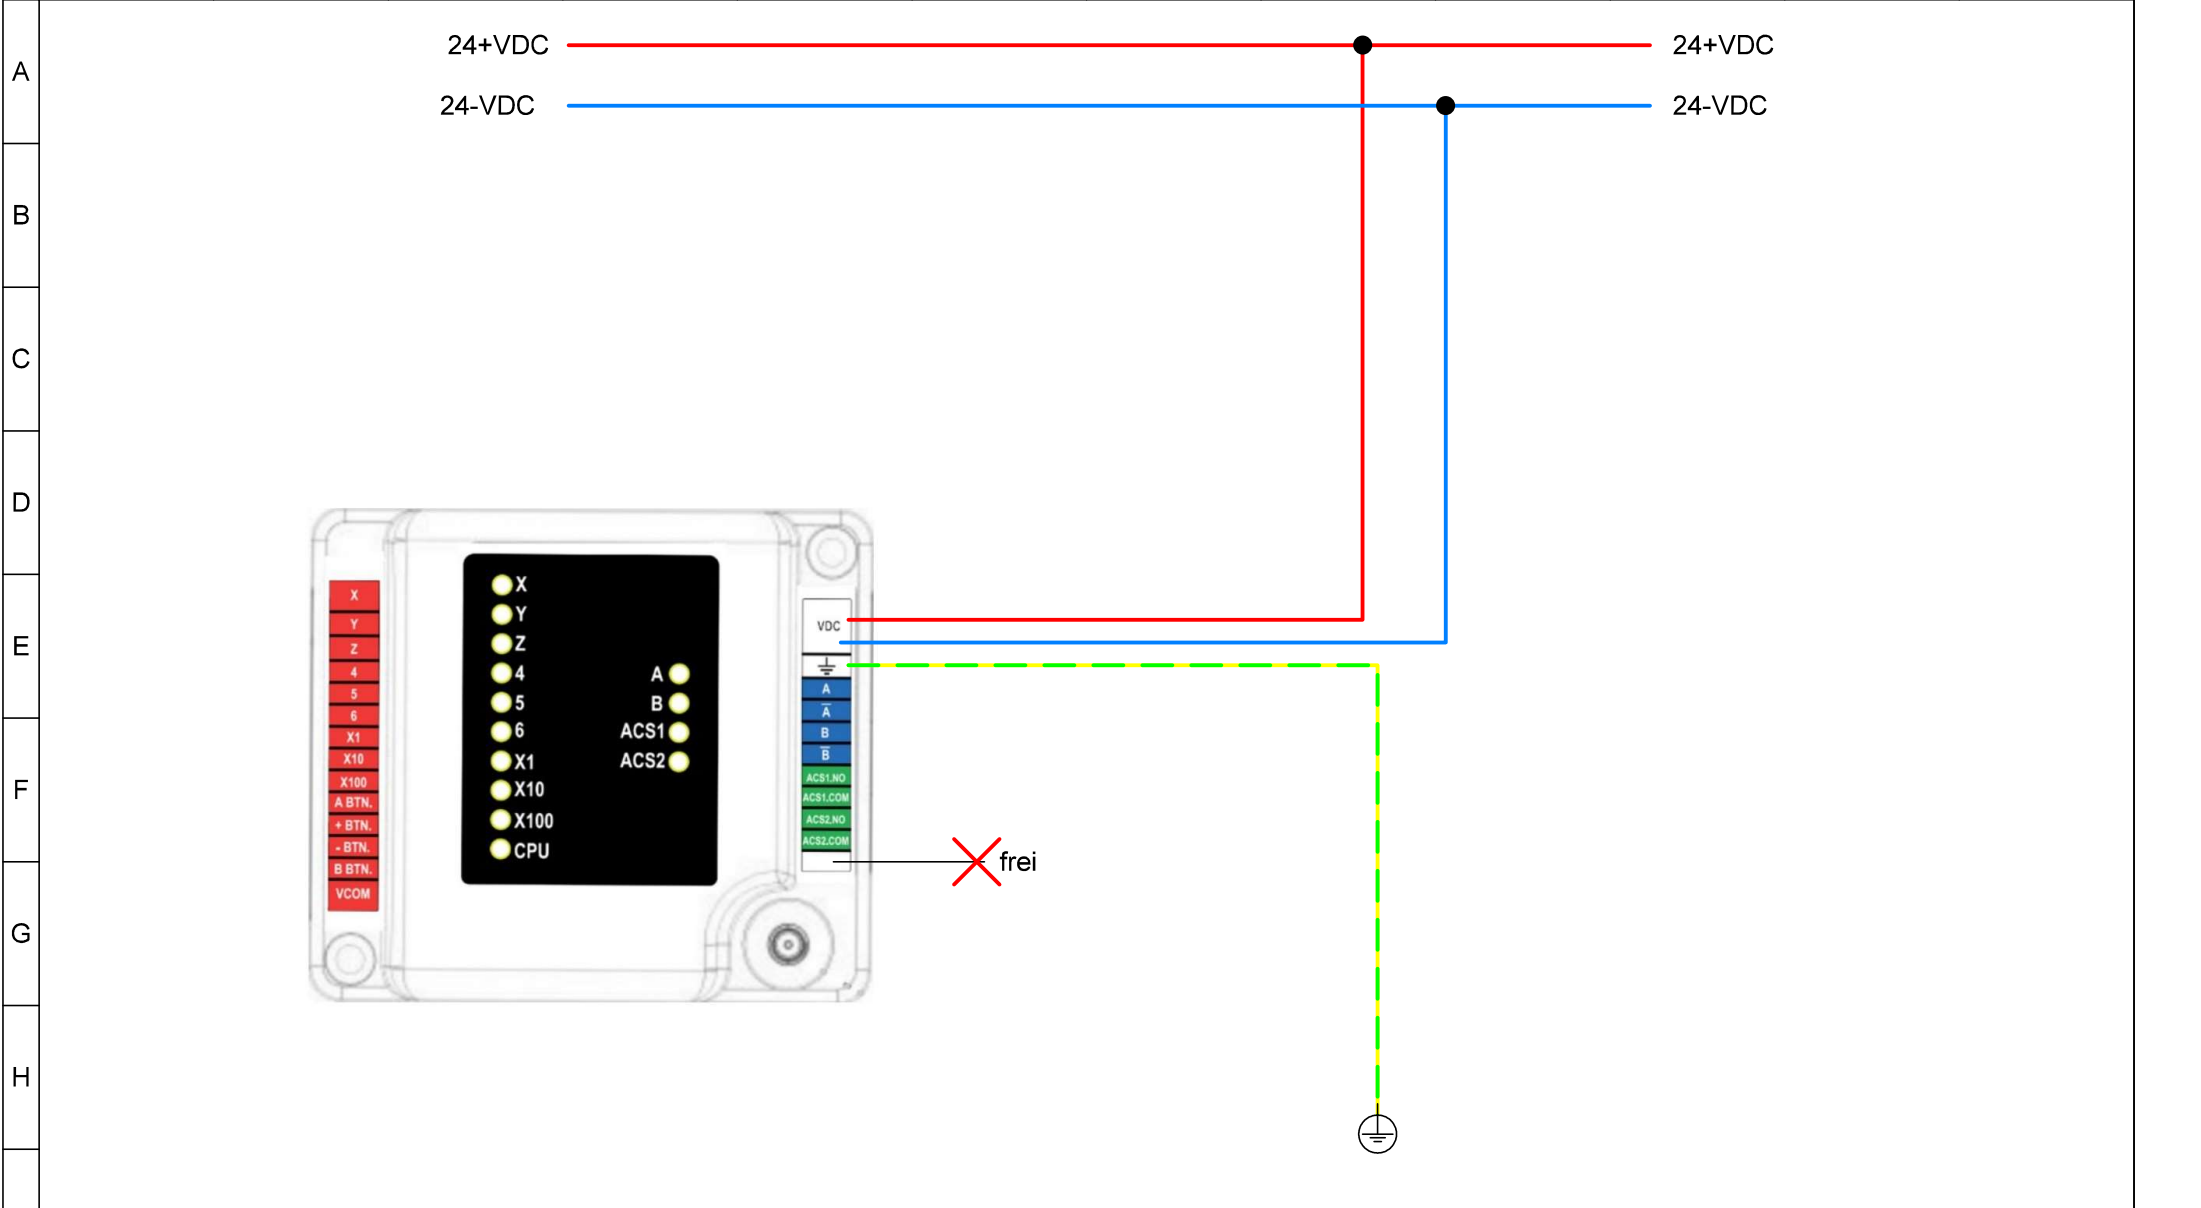 24+VDC 24+VDC
A
24-VDC 24-VDC
B
C
D
E
F
G
H
X
Y
Z
4
5
6
X1
X10
X100
A BTN.
+ BTN.
- BTN.
B BTN.
VCOM
X
Y
Z
4
5
6
X1
X10
X100
CPU
A
B
ACS1
ACS2
VDC
A
A̅
B
B̅
ACS1.NO
ACS1.COM
ACS2.NO
ACS2.COM
frei